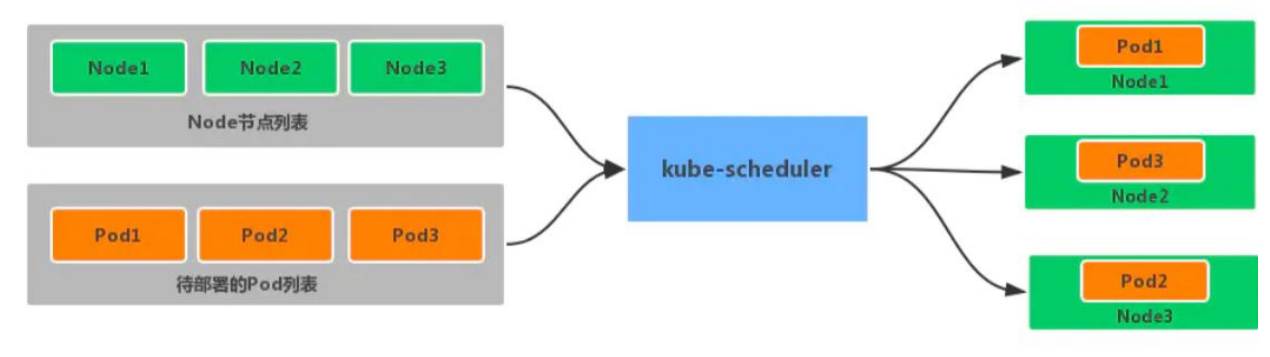 Node1 Node2 Node3
Node节点列表
Pod1 Pod2 Pod3
待部署的Pod列表
kube-scheduler
Pod1
Node1
Pod3
Node2
Pod2
Node3